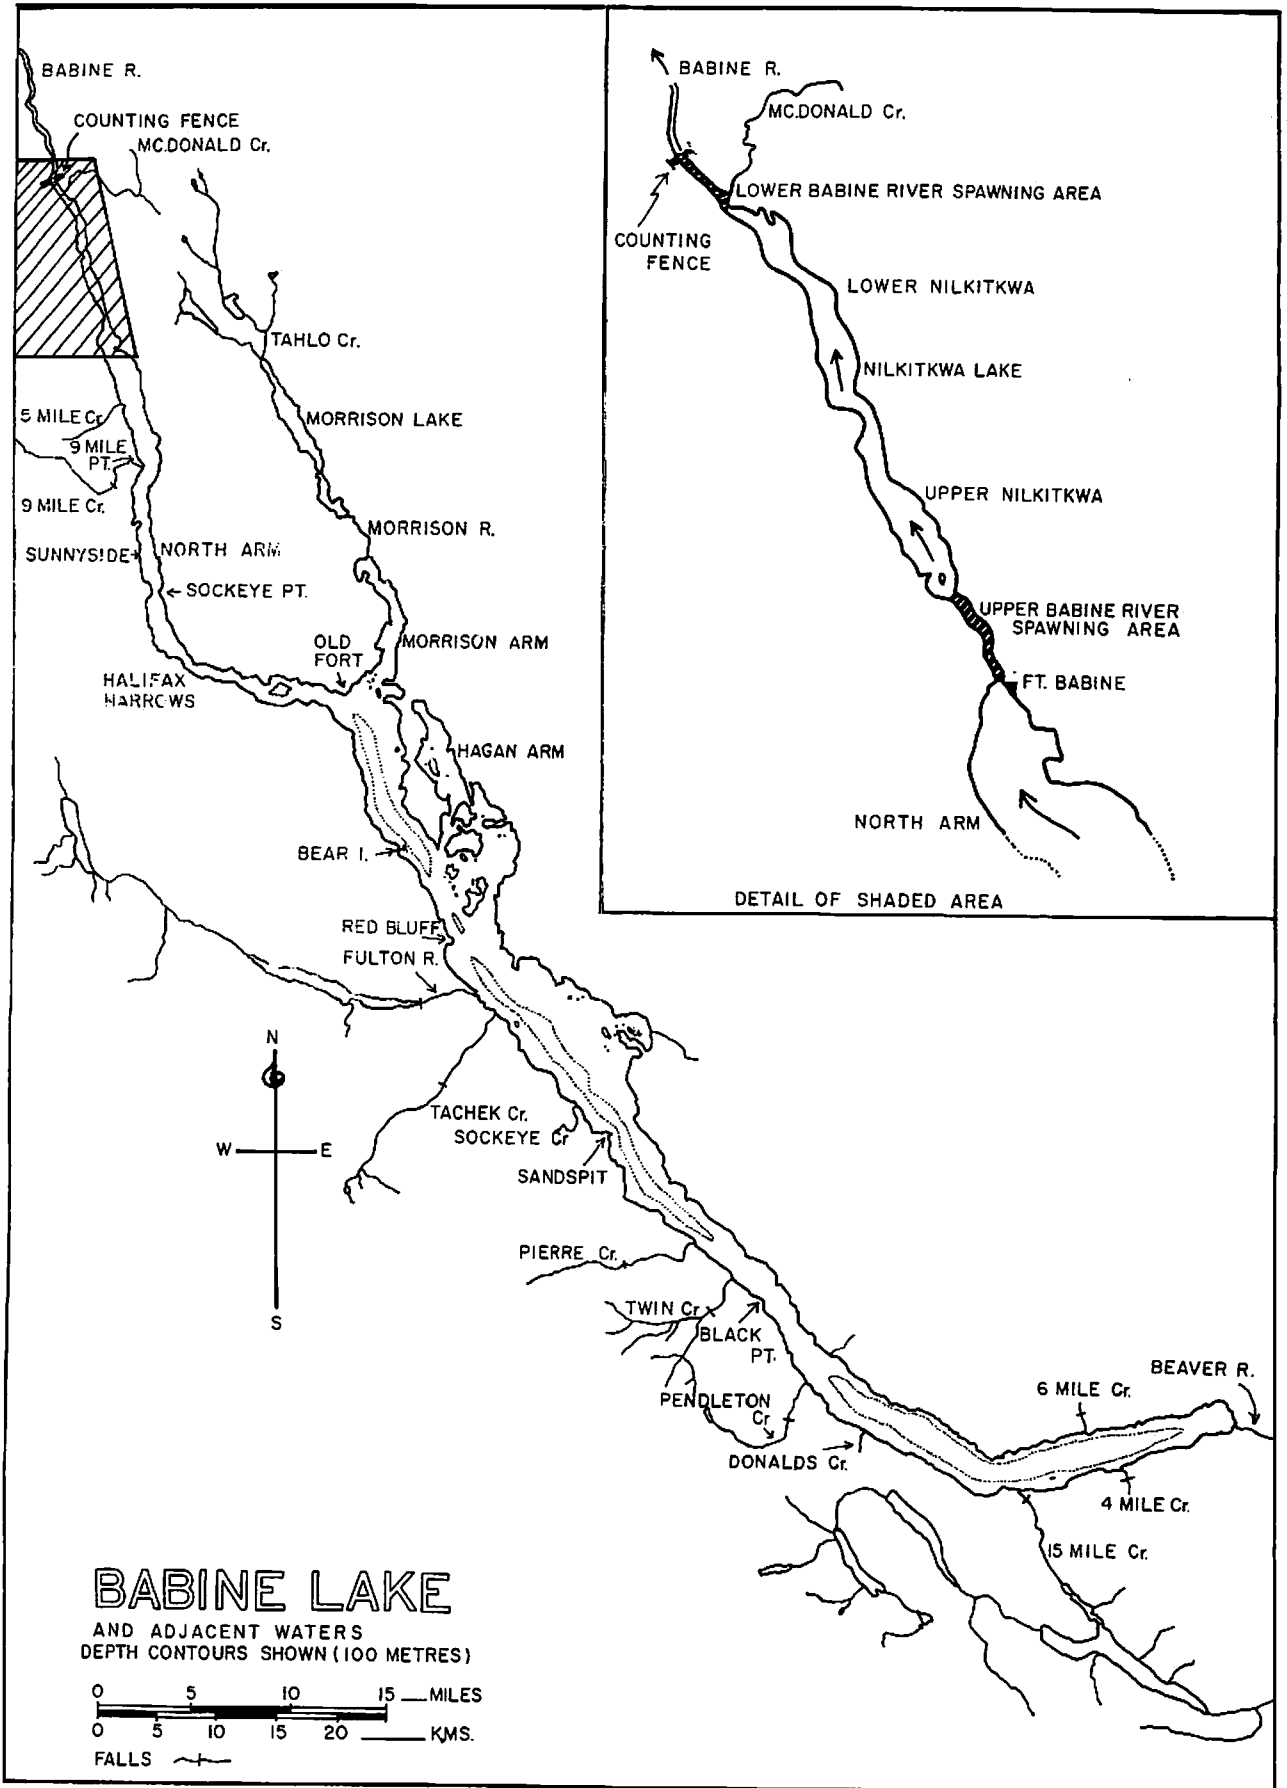 BABINE R.
COUNTING FENCE
MC.DONALD Cr.
TAHLO Cr.
5 MILE Cr.
9 MILE
PT.
9 MILE Cr.
MORRISON LAKE
MORRISON R.
SUNNYSIDE
NORTH ARM
SOCKEYE PT.
OLD
FORT
MORRISON ARM
HALIFAX
NARROWS
HAGAN ARM
BEAR I.
RED BLUFF
FULTON R.
N
W
E
S
TACHEK Cr.
SOCKEYE Cr
SANDSPIT
PIERRE Cr.
TWIN Cr
BLACK
PT.
PENDLETON
Cr
DONALDS Cr.
6 MILE Cr.
BEAVER R.
4 MILE Cr.
15 MILE Cr.
BABINE R.
MC.DONALD Cr.
LOWER BABINE RIVER SPAWNING AREA
COUNTING
FENCE
LOWER NILKITKWA
NILKITKWA LAKE
UPPER NILKITKWA
UPPER BABINE RIVER
SPAWNING AREA
FT. BABINE
NORTH ARM
DETAIL OF SHADED AREA
BABINE LAKE
AND ADJACENT WATERS
DEPTH CONTOURS SHOWN (100 METRES)
0 5 10 15 MILES
0 5 10 15 20 KMS.
FALLS